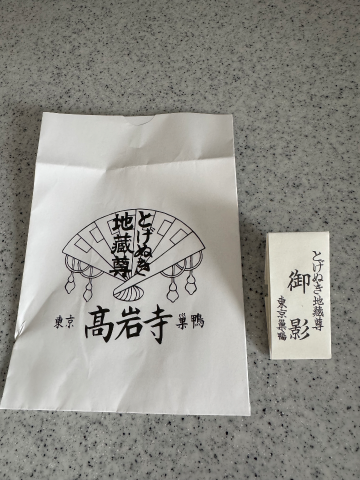 とげぬき
地蔵尊
東京
高岩寺
巣鴨
とげぬき地蔵尊
御影
東京巣鴨